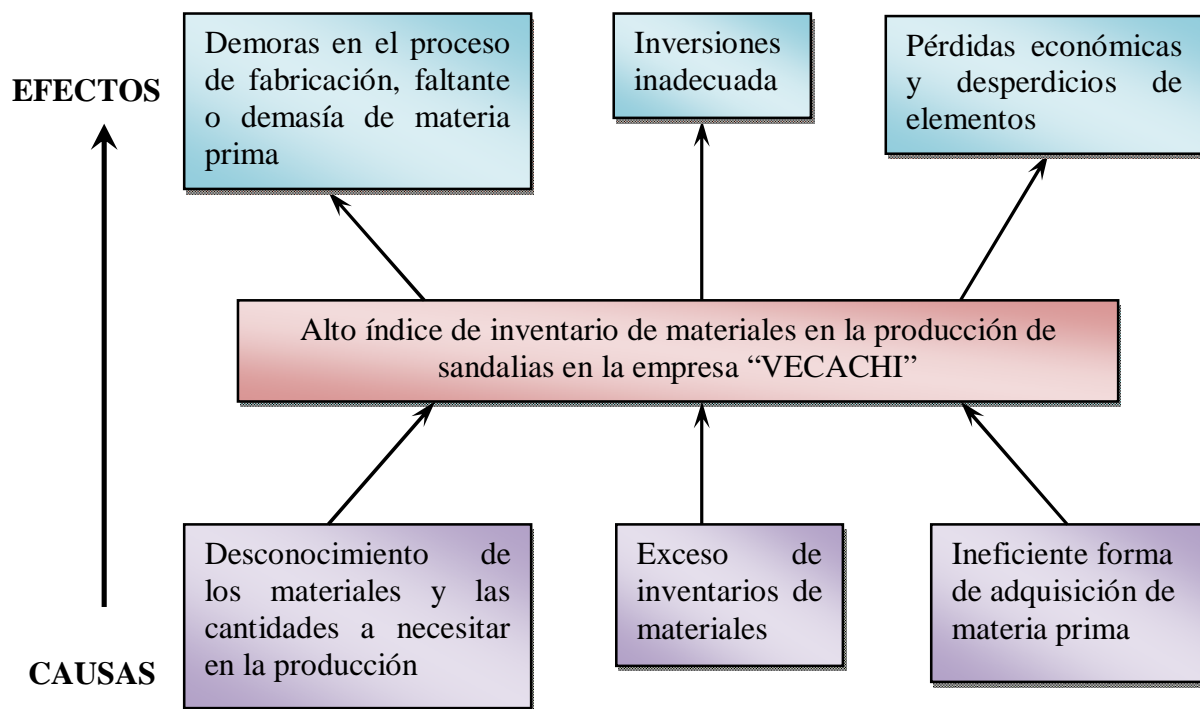 EFECTOS
Demoras en el proceso
de fabricación, faltante
o demasía de materia
prima
Inversiones
inadecuada
Pérdidas económicas
y desperdicios de
elementos
Alto índice de inventario de materiales en la producción de
sandalias en la empresa “VECACHI”
Desconocimiento de
los materiales y las
cantidades a necesitar
en la producción
Exceso de
inventarios de
materiales
Ineficiente forma
de adquisición de
materia prima
CAUSAS